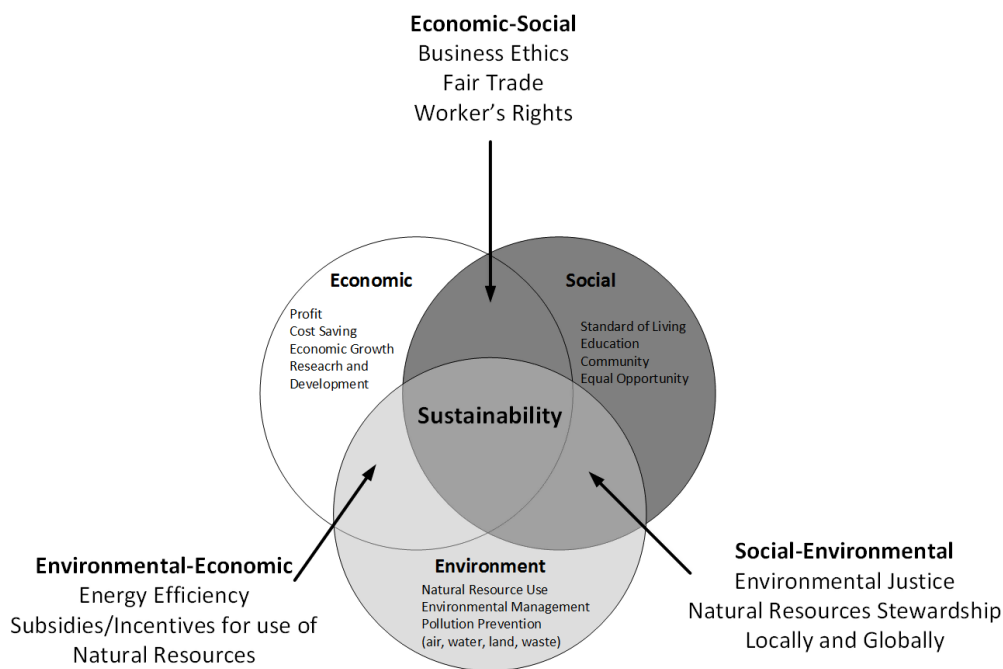 Economic-Social
Business Ethics
Fair Trade
Worker’s Rights
Economic
Profit
Cost Saving
Economic Growth
Reseacrh and
Development
Social
Standard of Living
Education
Community
Equal Opportunity
Sustainability
Environmental-Economic
Energy Efficiency
Subsidies/Incentives for use of
Natural Resources
Environment
Natural Resource Use
Environmental Management
Pollution Prevention
(air, water, land, waste)
Social-Environmental
Environmental Justice
Natural Resources Stewardship
Locally and Globally